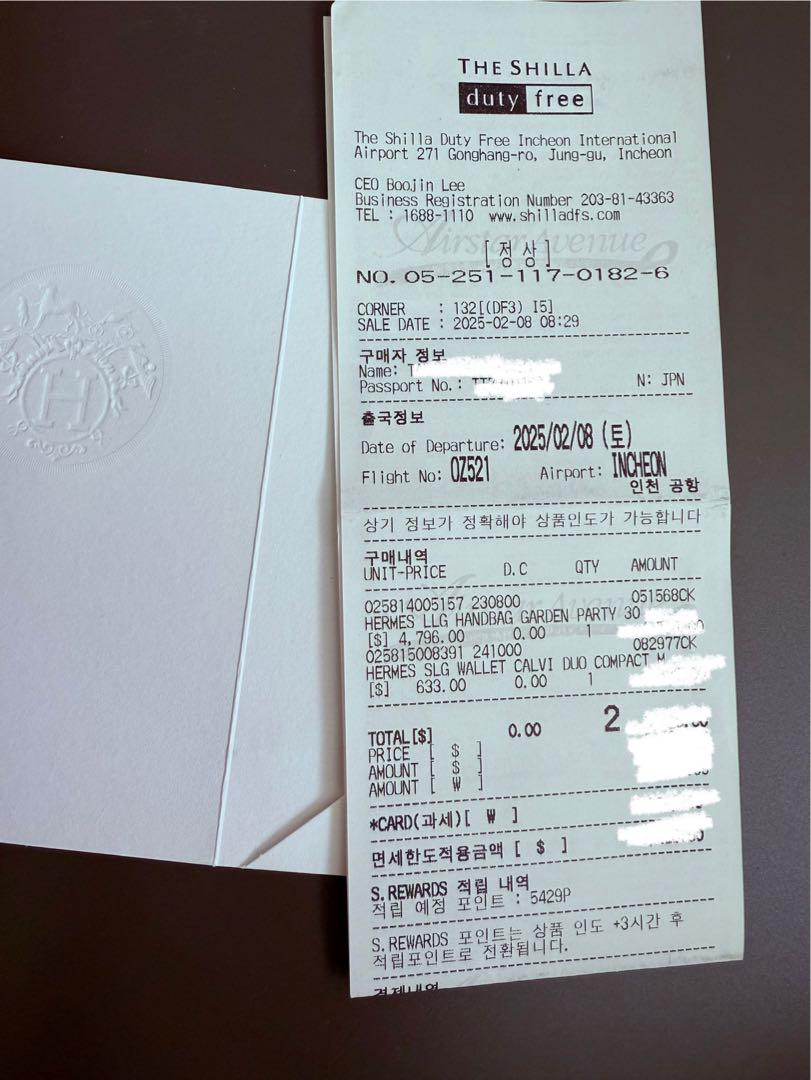 THE SHILLA
duty free
The Shilla Duty Free Incheon International
Airport 271 Gonghang-ro, Jung-gu, Incheon
CEO Boojin Lee
Business Registration Number 203-81-43363
TEL : 1688-1110 www.shilladfs.com
Airstar Avenue
[정상]
NO. 05-251-117-0182-6
CORNER : 132[(DF3) I5]
SALE DATE : 2025-02-08 08:29
구매자 정보
Name:
Passport No.: N: JPN
출국정보
Date of Departure: 2025/02/08 (토)
Flight No: OZ521 Airport: INCHEON
인천 공항
상기 정보가 정확해야 상품인도가 가능합니다
구매내역
UNIT-PRICE D.C QTY AMOUNT
025814005157 230800 051568CK
HERMES LLG HANDBAG GARDEN PARTY 30
[$] 4,796.00 0.00 1
025815008391 241000 082977CK
HERMES SLG WALLET CALVI DUO COMPACT M
[$] 633.00 0.00 1
TOTAL[$] 0.00 2
PRICE [ $ ]
AMOUNT [ $ ]
AMOUNT [ ₩ ]
*CARD(과세)[ ₩ ]
면세한도적용금액 [ $ ]
S.REWARDS 적립 내역
적립 예정 포인트 : 5429P
S.REWARDS 포인트는 상품 인도 +3시간 후
적립포인트로 전환됩니다.
H